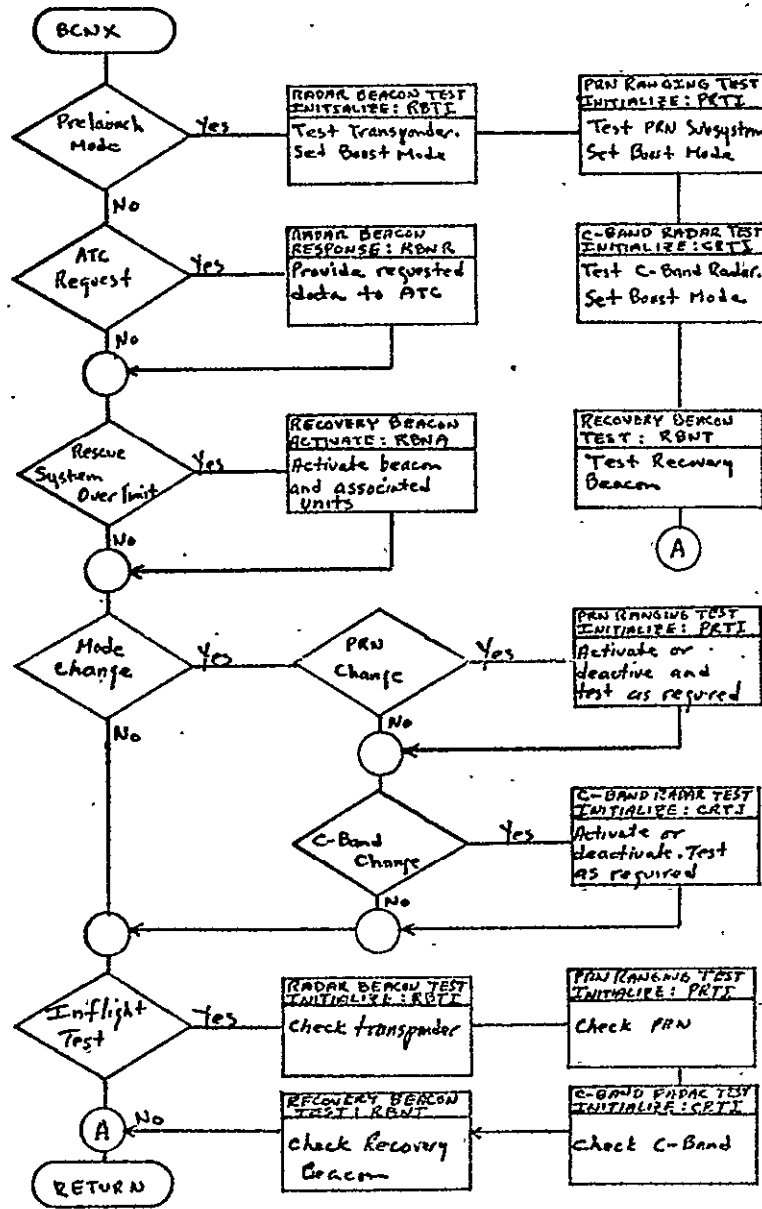 BCNX
Prelaunch
Mode
Yes
RADAR BEACON TEST
INITIALIZE: RBTI
Test Transponder.
Set Boost Mode
PRN RANGING TEST
INITIALIZE: PRTI
Test PRN Subsystem
Set Boost Mode
No
ATC
Request
Yes
RADAR BEACON
RESPONSE: RBNR
Provide requested
data to ATC
C-BAND RADAR TEST
INITIALIZE: CRTI
Test C-Band Radar.
Set Boost Mode
No
Rescue
System
Over limit
Yes
RECOVERY BEACON
ACTIVATE: RBNA
Activate beacon
and associated
units
RECOVERY BEACON
TEST: RBNT
Test Recovery
Beacon
A
No
Mode
Change
Yes
PRN
Change
Yes
PRN RANGING TEST
INITIALIZE: PRTI
Activate or
deactive and
test as required
No
No
C-Band
Change
Yes
C-BAND RADAR TEST
INITIALIZE: CRTI
Activate or
deactivate. Test
as required
No
Inflight
Test
Yes
RADAR BEACON TEST
INITIALIZE: RBTI
Check transponder
PRN RANGING TEST
INITIALIZE: PRTI
Check PRN
A
No
RECOVERY BEACON
TEST: RBNT
Check Recovery
Beacon
C-BAND RADAR TEST
INITIALIZE: CRTI
Check C-Band
RETURN